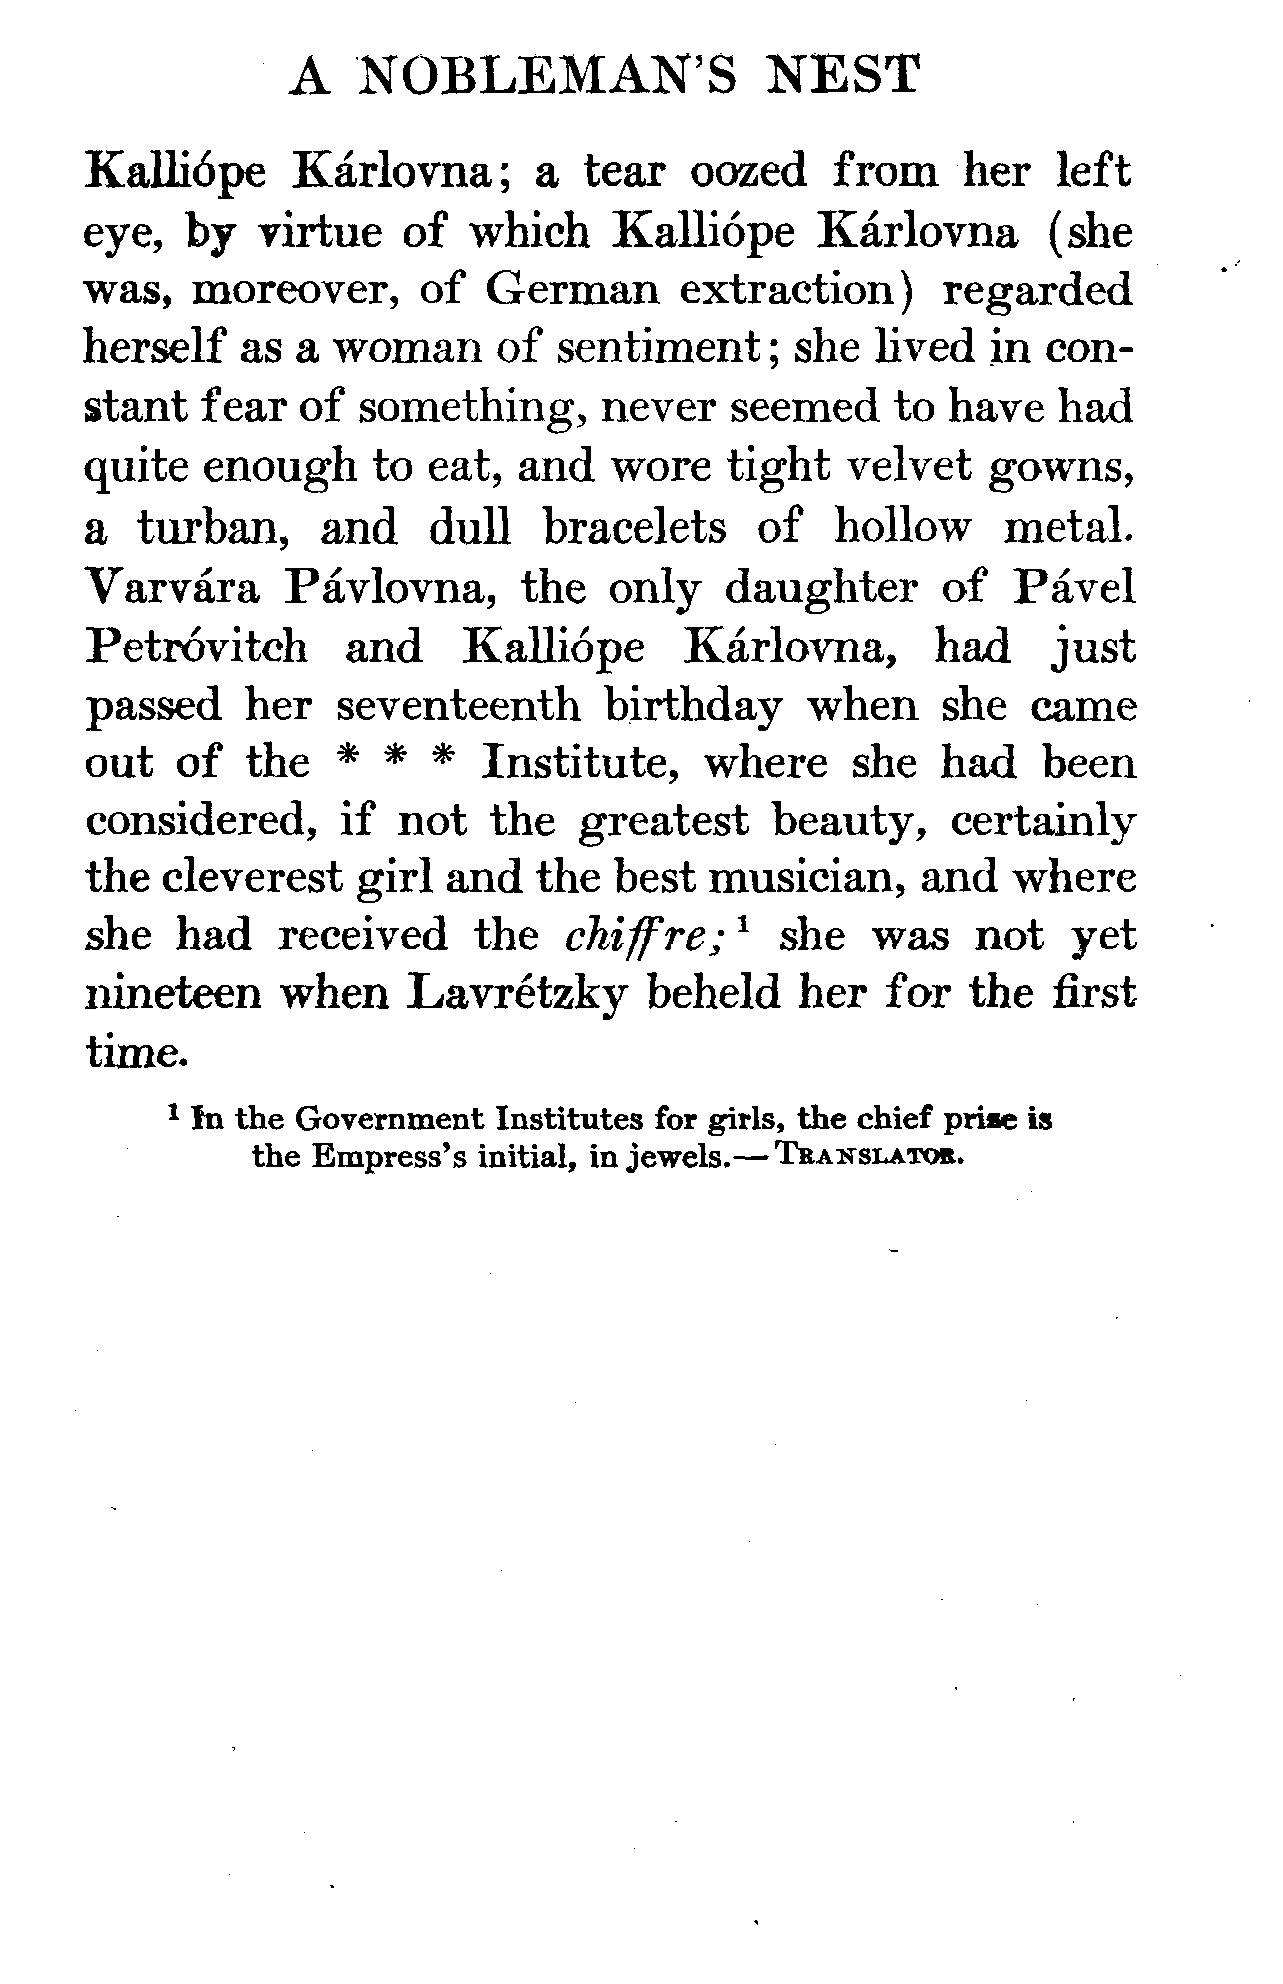 A NOBLEMAN'S NEST
Kalliópe Kárlovna; a tear oozed from her left
eye, by virtue of which Kalliópe Kárlovna (she
was, moreover, of German extraction) regarded
herself as a woman of sentiment; she lived in con-
stant fear of something, never seemed to have had
quite enough to eat, and wore tight velvet gowns,
a turban, and dull bracelets of hollow metal.
Varvára Pávlovna, the only daughter of Pável
Petróvitch and Kalliópe Kárlovna, had just
passed her seventeenth birthday when she came
out of the * * * Institute, where she had been
considered, if not the greatest beauty, certainly
the cleverest girl and the best musician, and where
she had received the chiffre;¹ she was not yet
nineteen when Lavrétzky beheld her for the first
time.
¹ In the Government Institutes for girls, the chief prize is
the Empress's initial, in jewels.—TRANSLATOR.